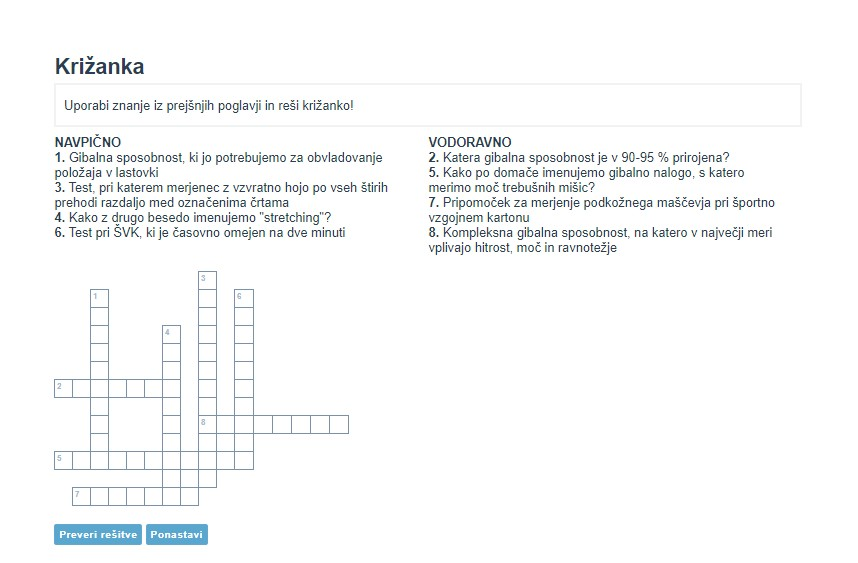 Križanka
Uporabi znanje iz prejšnjih poglavji in reši križanko!
NAVPIČNO
1. Gibalna sposobnost, ki jo potrebujemo za obvladovanje
položaja v lastovki
3. Test, pri katerem merjenec z vzvratno hojo po vseh štirih
prehodi razdaljo med označenima črtama
4. Kako z drugo besedo imenujemo "stretching"?
6. Test pri ŠVK, ki je časovno omejen na dve minuti
VODORAVNO
2. Katera gibalna sposobnost je v 90-95 % prirojena?
5. Kako po domače imenujemo gibalno nalogo, s katero
merimo moč trebušnih mišic?
7. Pripomoček za merjenje podkožnega maščevja pri športno
vzgojnem kartonu
8. Kompleksna gibalna sposobnost, na katero v največji meri
vplivajo hitrost, moč in ravnotežje
3
1
6
4
2
8
5
7
Preveri rešitve
Ponastavi